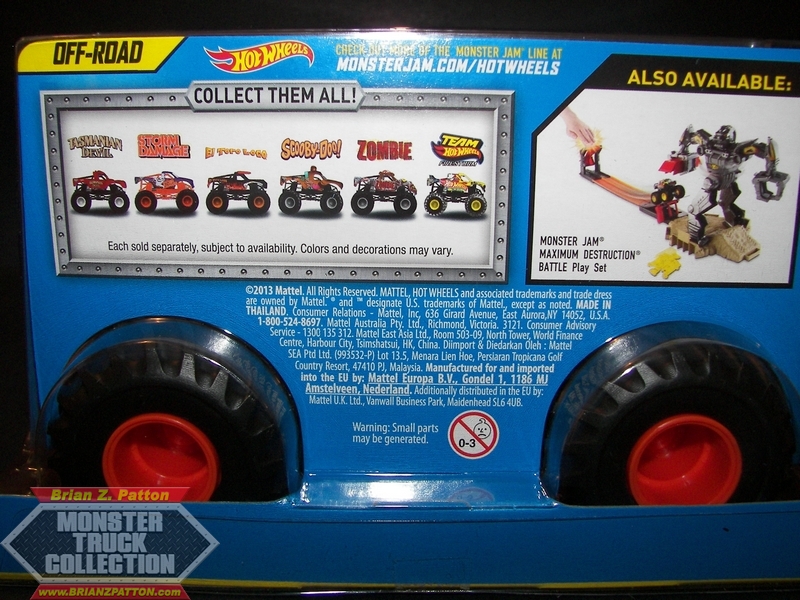 OFF-ROAD
Hot Wheels
CHECK OUT MORE OF THE MONSTER JAM® LINE AT
MONSTERJAM.COM/HOTWHEELS
COLLECT THEM ALL!
TASMANIAN DEVIL
STORM DAMAGE
El Toro Loco
SCOOBY-DOO!
ZOMBIE
TEAM HOT WHEELS FIRESTORM
Each sold separately, subject to availability. Colors and decorations may vary.
ALSO AVAILABLE:
MONSTER JAM®
MAXIMUM DESTRUCTION®
BATTLE Play Set
©2013 Mattel. All Rights Reserved. MATTEL, HOT WHEELS and associated trademarks and trade dress
are owned by Mattel. ® and ™ designate U.S. trademarks of Mattel, except as noted. MADE IN
THAILAND. Consumer Relations - Mattel, Inc, 636 Girard Avenue, East Aurora,NY 14052, U.S.A.
1-800-524-8697. Mattel Australia Pty. Ltd., Richmond, Victoria. 3121. Consumer Advisory
Service - 1300 135 312. Mattel East Asia Ltd., Room 503-09, North Tower, World Finance
Centre, Harbour City, Tsimshatsui, HK, China. Diimport & Diedarkan Oleh : Mattel
SEA Ptd Ltd. (993532-P) Lot 13.5, Menara Lien Hoe, Persiaran Tropicana Golf
Country Resort, 47410 PJ, Malaysia. Manufactured for and imported
into the EU by: Mattel Europa B.V., Gondel 1, 1186 MJ
Amstelveen, Nederland. Additionally distributed in the EU by:
Mattel U.K. Ltd., Vanwall Business Park, Maidenhead SL6 4UB.
Warning: Small parts
may be generated.
0-3
Brian Z. Patton
MONSTER
TRUCK
COLLECTION
www.BRIANZPATTON.com